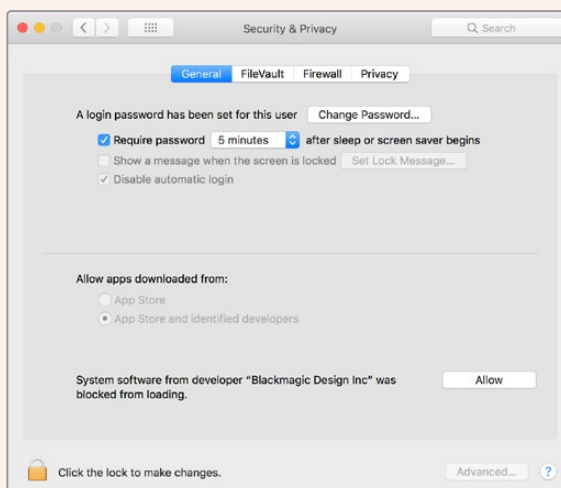 Security & Privacy
Search
General FileVault Firewall Privacy
A login password has been set for this user Change Password...
Require password 5 minutes after sleep or screen saver begins
Show a message when the screen is locked Set Lock Message...
Disable automatic login
Allow apps downloaded from:
App Store
App Store and identified developers
System software from developer “Blackmagic Design Inc” was Allow
blocked from loading.
Click the lock to make changes. Advanced... ?